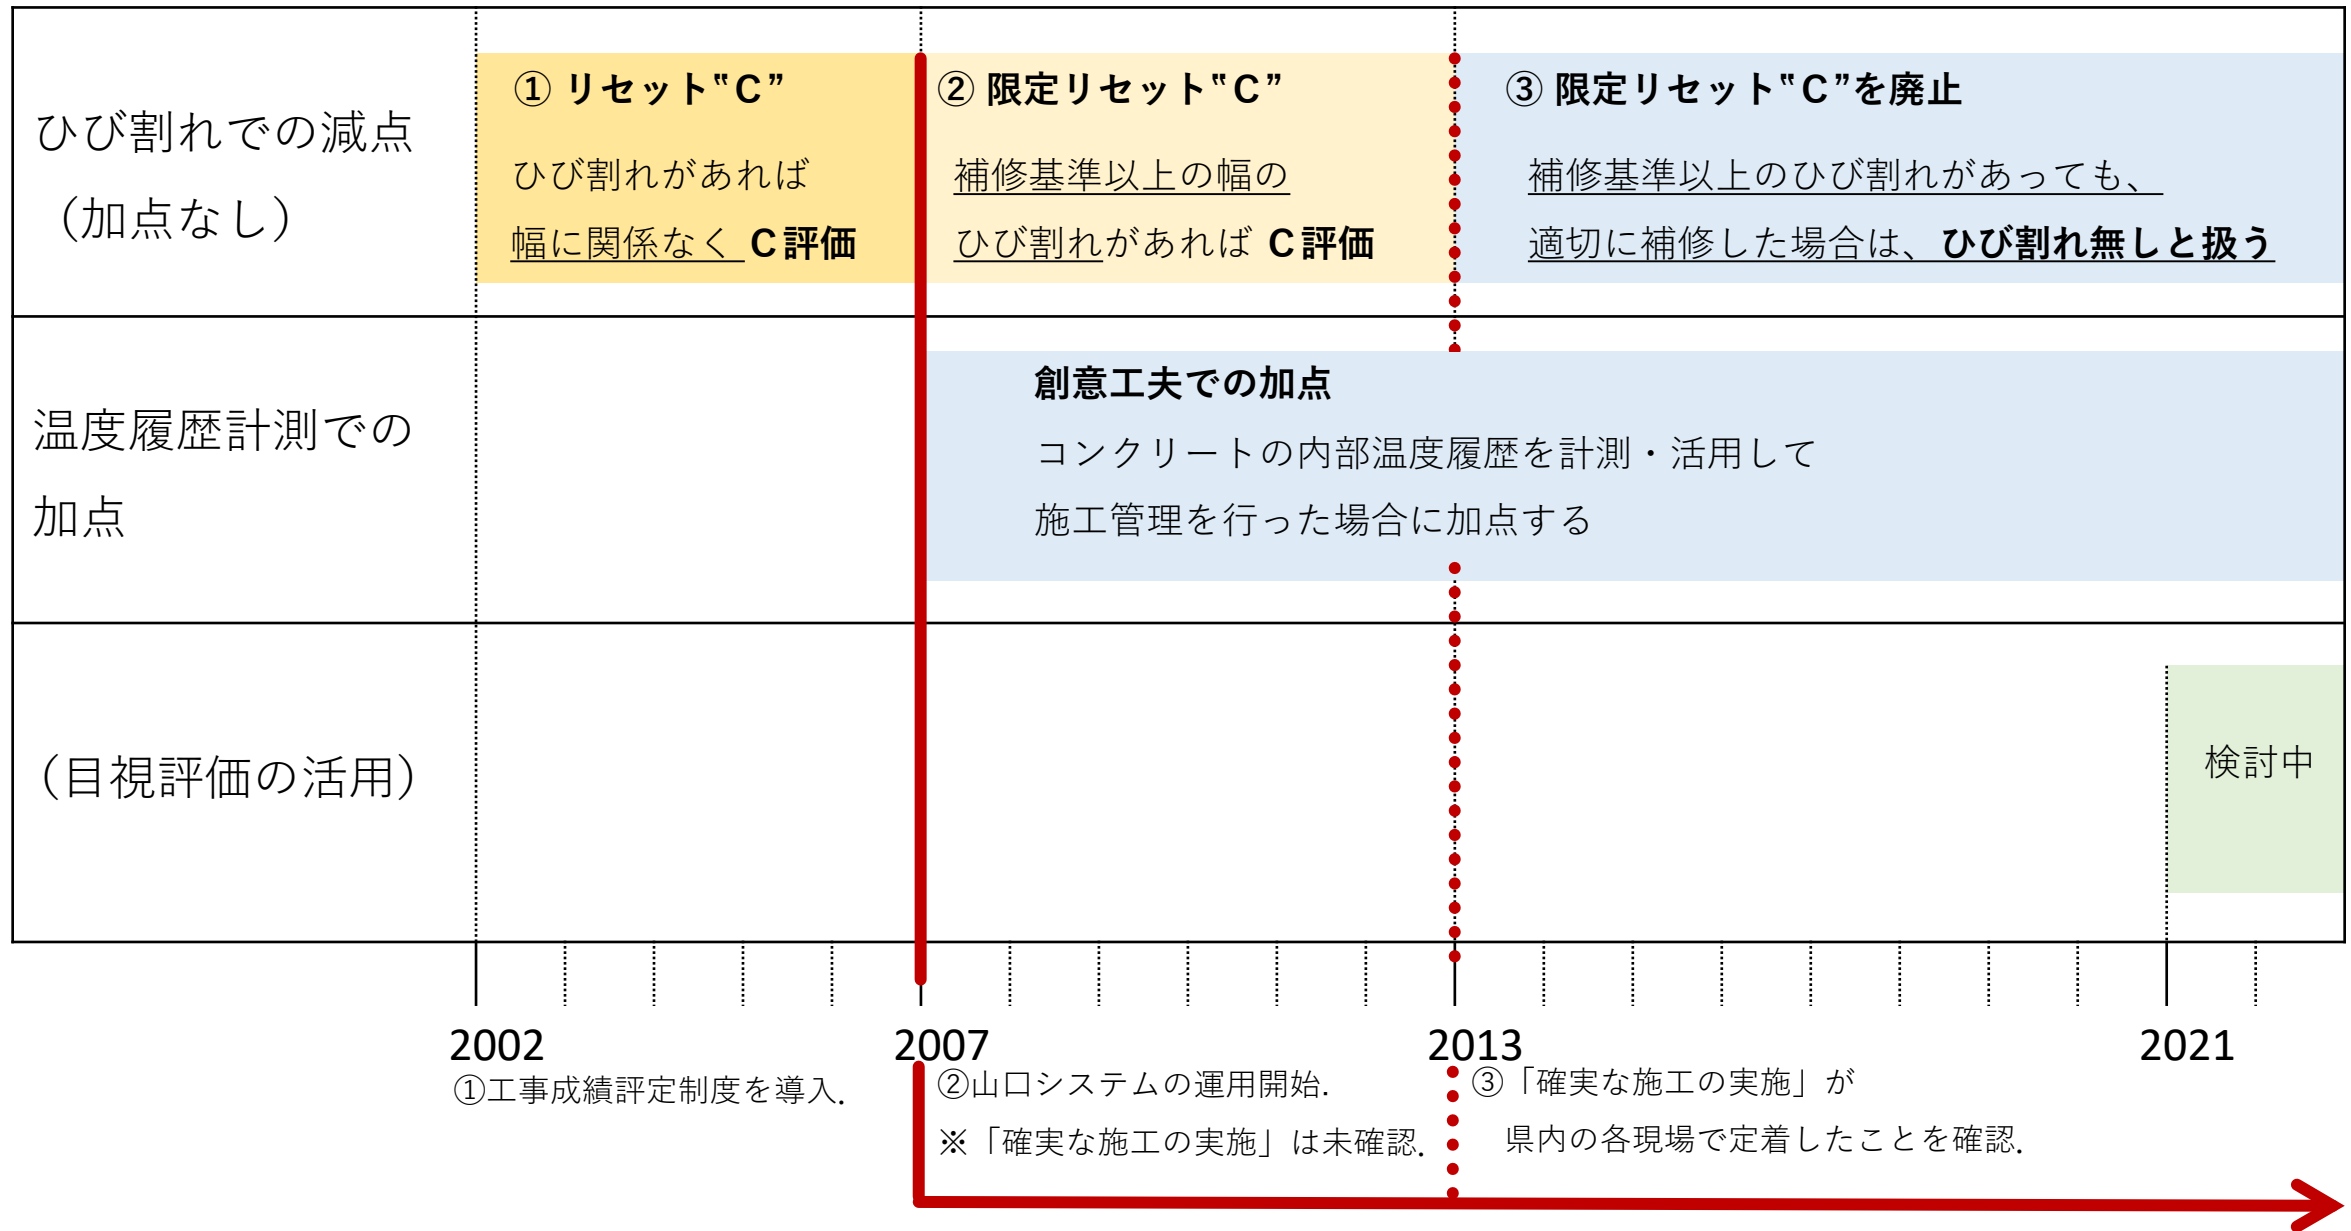 ひび割れでの減点
（加点なし）
① リセット‟C”
ひび割れがあれば
幅に関係なく C評価
② 限定リセット‟C”
補修基準以上の幅の
ひび割れがあれば C評価
③ 限定リセット‟C”を廃止
補修基準以上のひび割れがあっても、
適切に補修した場合は、ひび割れ無しと扱う
温度履歴計測での
加点
創意工夫での加点
コンクリートの内部温度履歴を計測・活用して
施工管理を行った場合に加点する
（目視評価の活用）
検討中
2002
2007
2013
2021
①工事成績評定制度を導入.
②山口システムの運用開始.
※「確実な施工の実施」は未確認.
③「確実な施工の実施」が
県内の各現場で定着したことを確認.